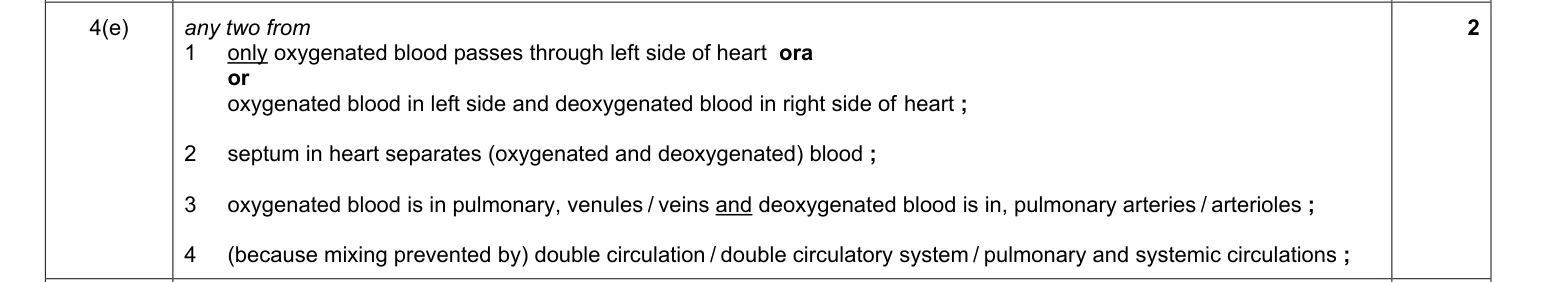 4(e) any two from 2
1 only oxygenated blood passes through left side of heart ora
or
oxygenated blood in left side and deoxygenated blood in right side of heart ;
2 septum in heart separates (oxygenated and deoxygenated) blood ;
3 oxygenated blood is in pulmonary, venules / veins and deoxygenated blood is in, pulmonary arteries / arterioles ;
4 (because mixing prevented by) double circulation / double circulatory system / pulmonary and systemic circulations ;